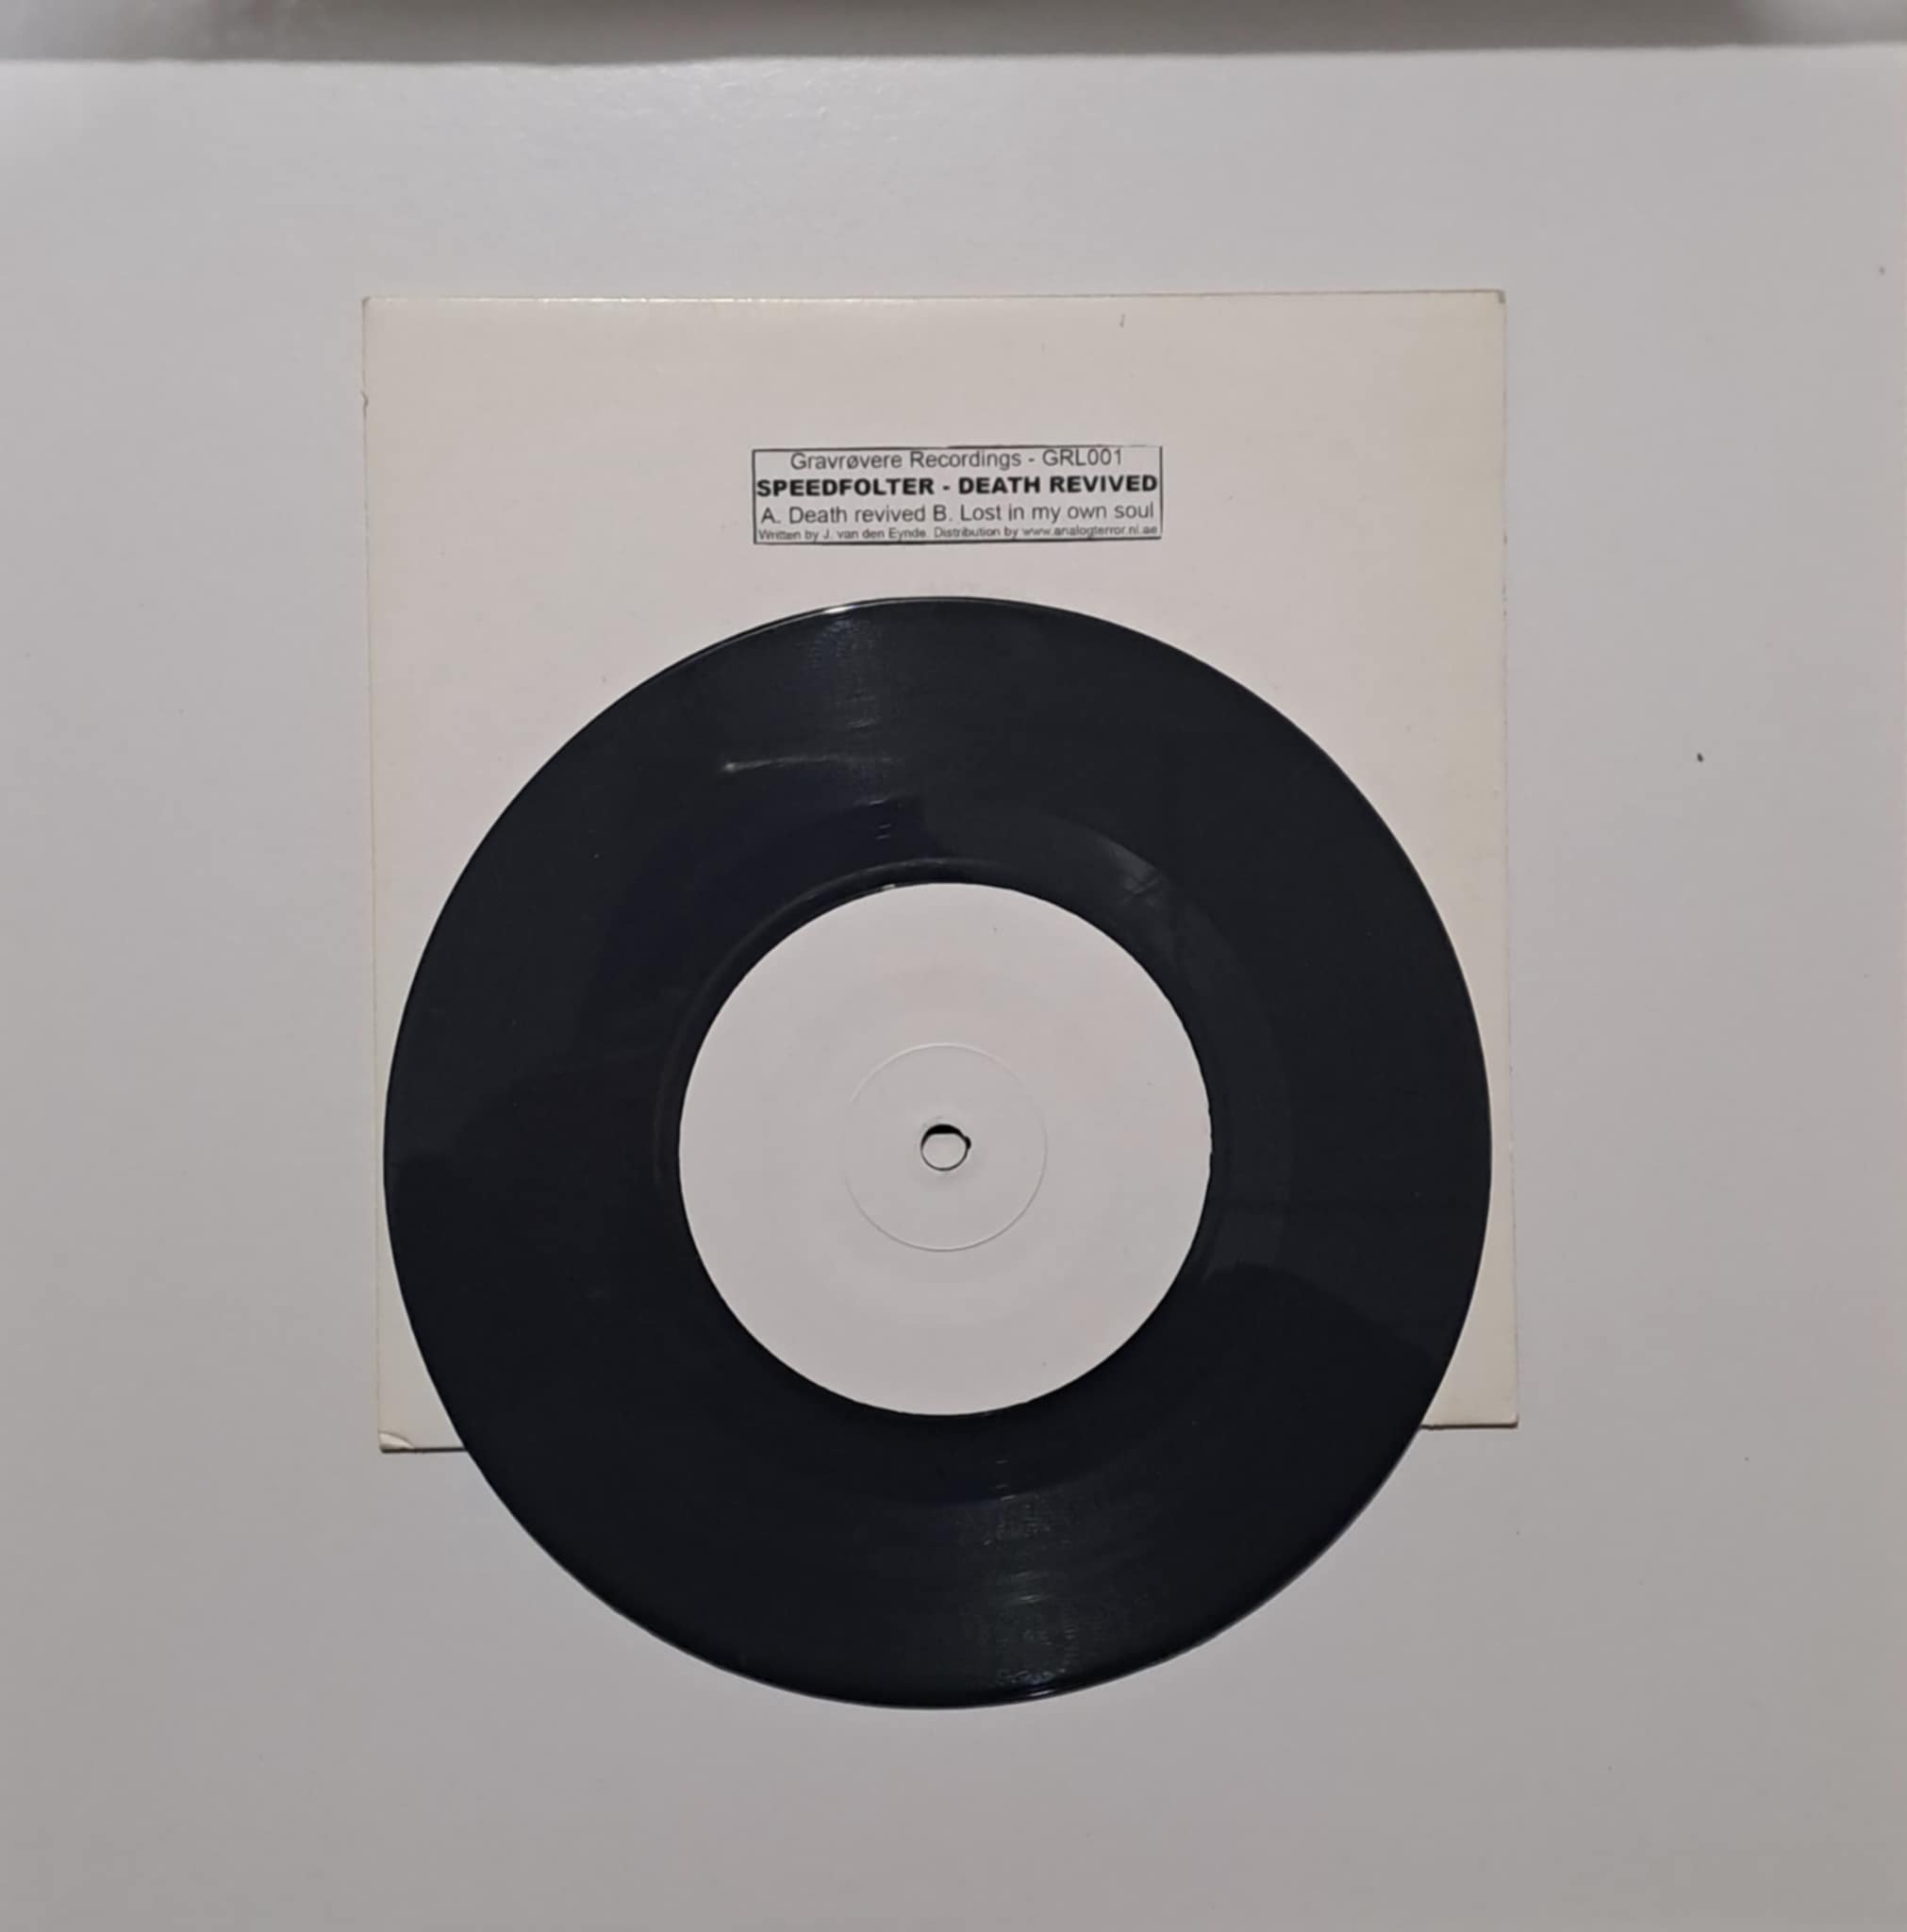 Gravrøvere Recordings - GRL001
SPEEDFOLTER - DEATH REVIVED
A. Death revived B. Lost in my own soul
Written by J. van den Eynde. Distribution by www.analogterror.nl.ae